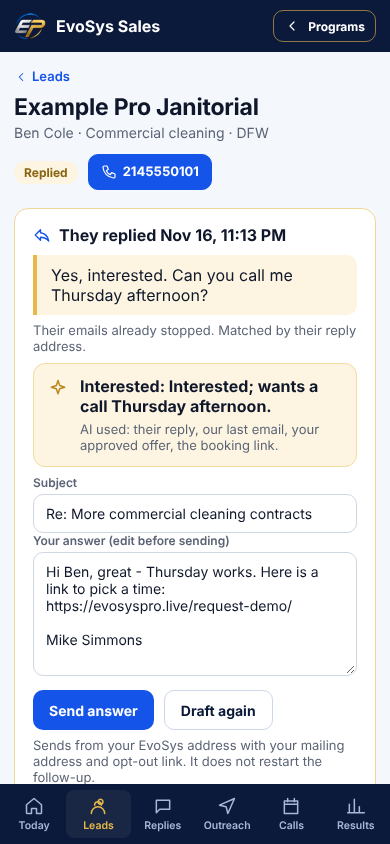 EP EvoSys Sales
Programs
Leads
Example Pro Janitorial
Ben Cole · Commercial cleaning · DFW
Replied
2145550101
They replied Nov 16, 11:13 PM
Yes, interested. Can you call me
Thursday afternoon?
Their emails already stopped. Matched by their reply
address.
Interested: Interested; wants a
call Thursday afternoon.
AI used: their reply, our last email, your
approved offer, the booking link.
Subject
Re: More commercial cleaning contracts
Your answer (edit before sending)
Hi Ben, great - Thursday works. Here is a
link to pick a time:
https://evosyspro.live/request-demo/
Mike Simmons
Send answer
Draft again
Sends from your EvoSys address with your mailing
address and opt-out link. It does not restart the
follow-up.
Today
Leads
Replies
Outreach
Calls
Results